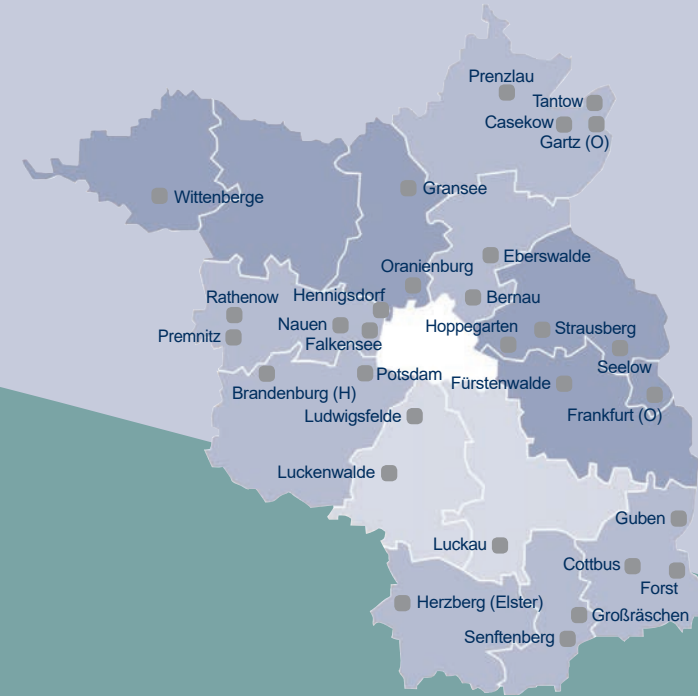 Prenzlau
Tantow
Casekow
Gartz (O)
Gransee
Wittenberge
Eberswalde
Oranienburg
Rathenow
Hennigsdorf
Bernau
Nauen
Hoppegarten
Strausberg
Premnitz
Falkensee
Seelow
Potsdam
Fürstenwalde
Brandenburg (H)
Ludwigsfelde
Frankfurt (O)
Luckenwalde
Guben
Luckau
Cottbus
Forst
Herzberg (Elster)
Großräschen
Senftenberg